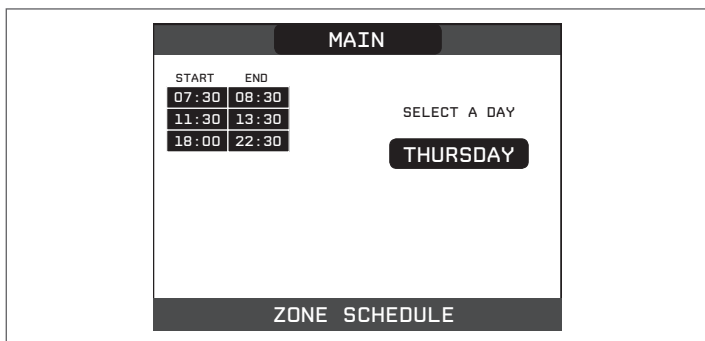 MAIN
START END
07:30 08:30
11:30 13:30
18:00 22:30
SELECT A DAY
THURSDAY
ZONE SCHEDULE